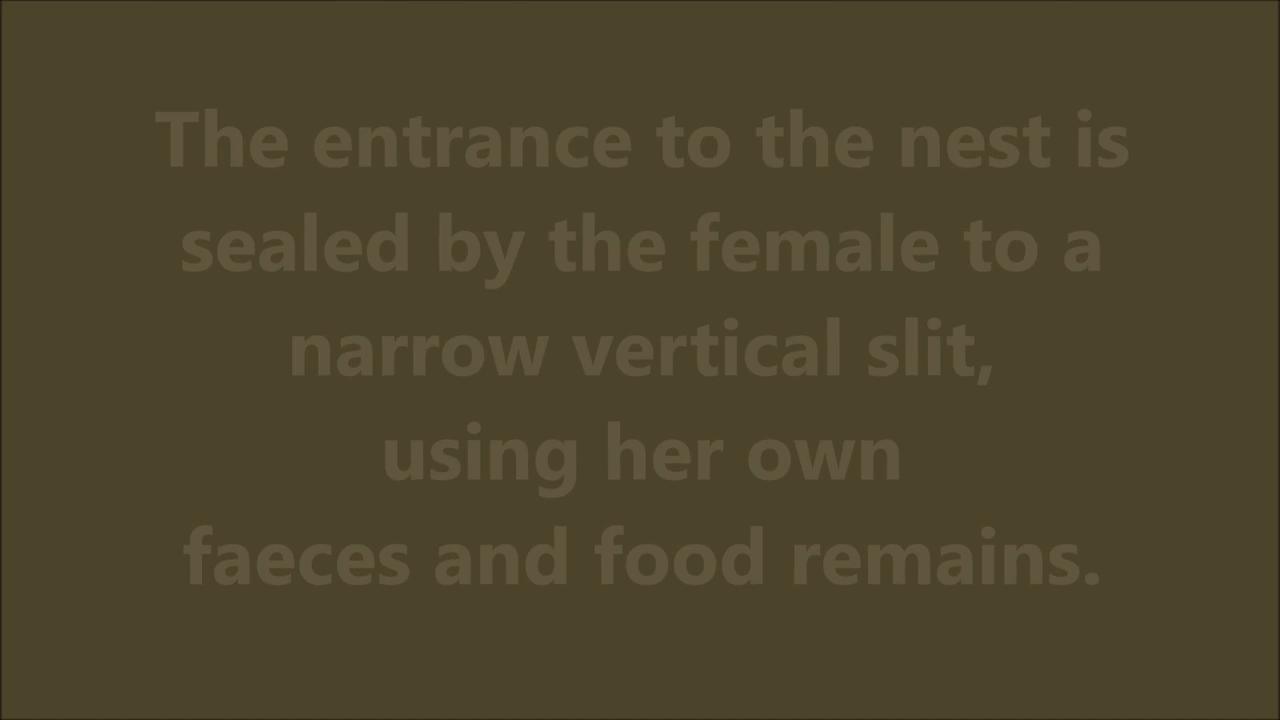 The entrance to the nest is
sealed by the female to a
narrow vertical slit,
using her own
faeces and food remains.